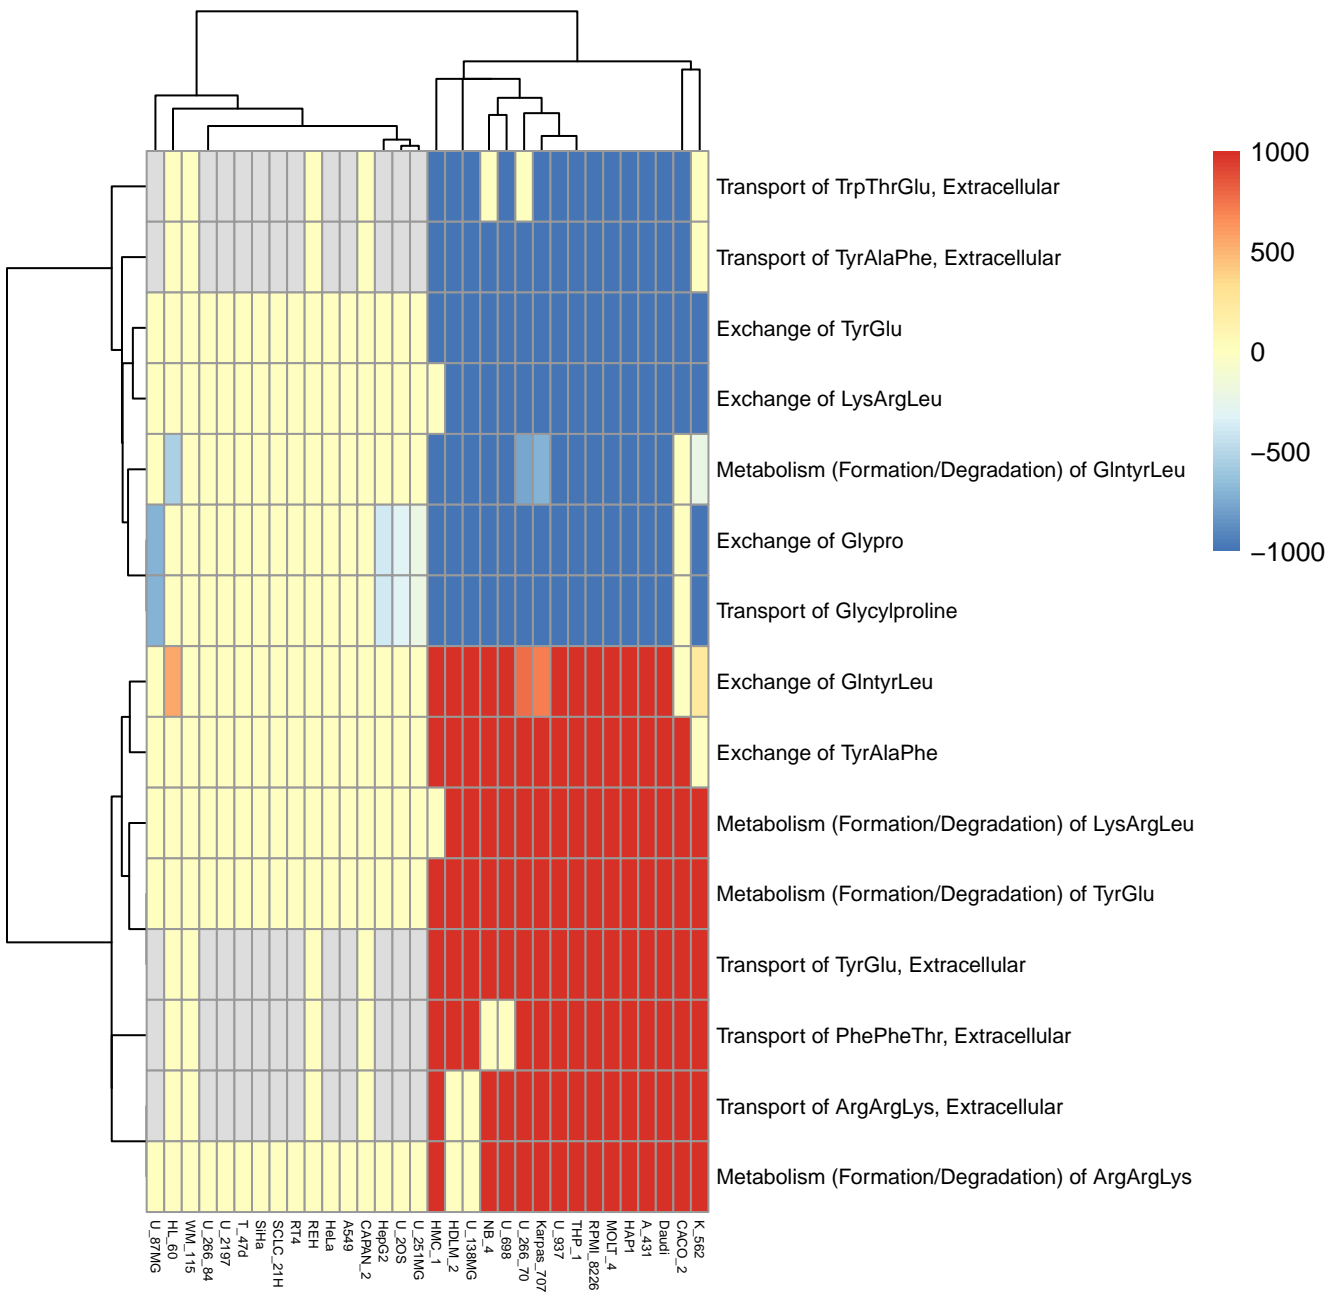 Transport of TrpThrGlu, Extracellular
Transport of TyrAlaPhe, Extracellular
Exchange of TyrGlu
Exchange of LysArgLeu
Metabolism (Formation/Degradation) of GlntyrLeu
Exchange of Glypro
Transport of Glycylproline
Exchange of GlntyrLeu
Exchange of TyrAlaPhe
Metabolism (Formation/Degradation) of LysArgLeu
Metabolism (Formation/Degradation) of TyrGlu
Transport of TyrGlu, Extracellular
Transport of PhePheThr, Extracellular
Transport of ArgArgLys, Extracellular
Metabolism (Formation/Degradation) of ArgArgLys
1000
500
0
−500
−1000
U_87MG
HL_60
WM_115
U_266_84
U_2197
T_47d
SiHa
SCLC_21H
RT4
REH
HeLa
A549
CAPAN_2
HepG2
U_2OS
U_251MG
HMC_1
HDLM_2
U_138MG
NB_4
U_698
U_266_70
Karpas_707
U_937
THP_1
RPMI_8226
MOLT_4
HAP1
A_431
Daudi
CACO_2
K_562